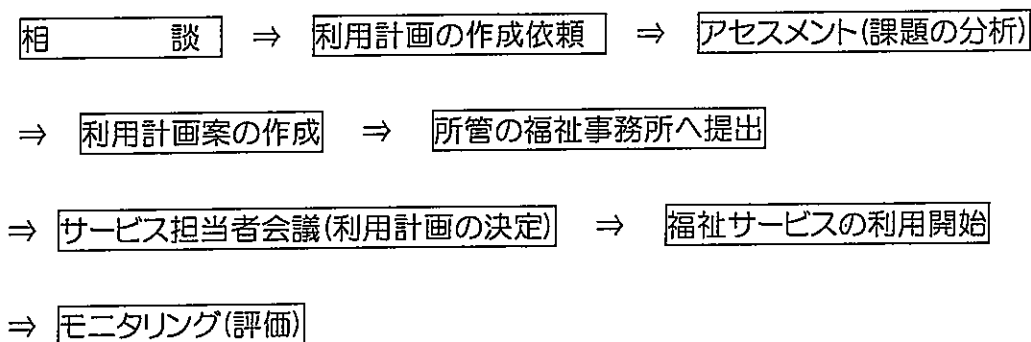 相　　　談 ⇒ 利用計画の作成依頼 ⇒ アセスメント(課題の分析)
⇒ 利用計画案の作成 ⇒ 所管の福祉事務所へ提出
⇒ サービス担当者会議(利用計画の決定) ⇒ 福祉サービスの利用開始
⇒ モニタリング(評価)